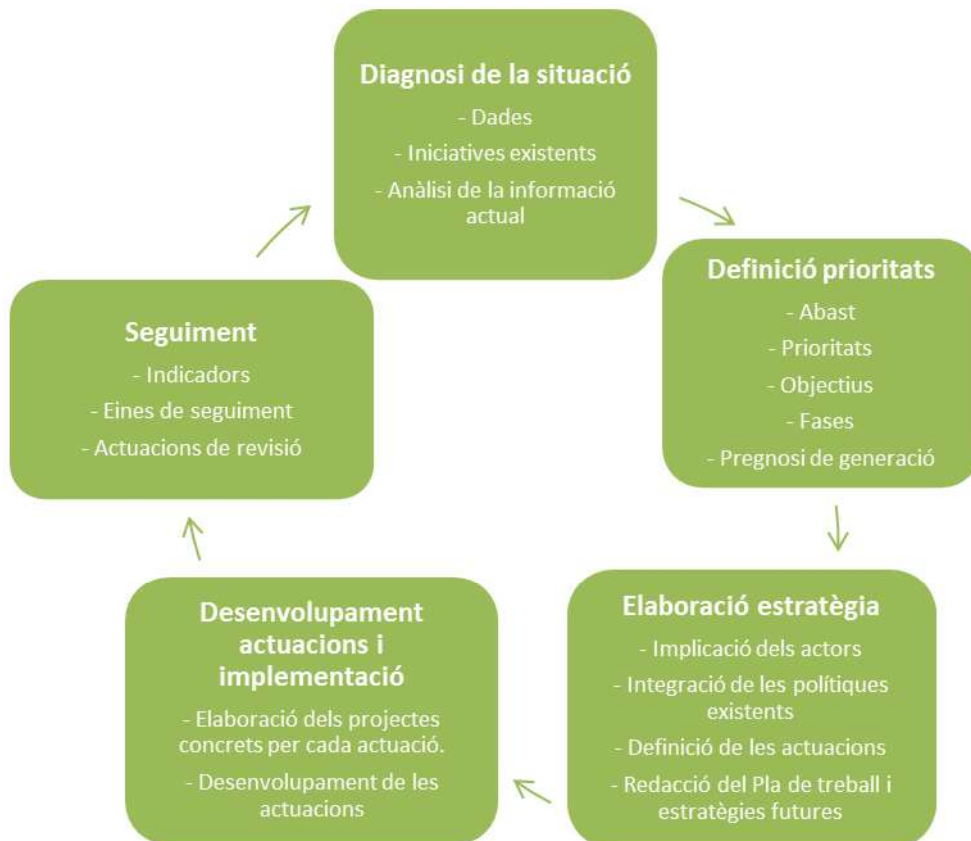 Diagnosi de la situació
- Dades
- Iniciatives existents
- Anàlisi de la informació
actual
Definició prioritats
- Abast
- Prioritats
- Objectius
- Fases
- Pregnosi de generació
Elaboració estratègia
- Implicació dels actors
- Integració de les polítiques
existents
- Definició de les actuacions
- Redacció del Pla de treball i
estratègies futures
Desenvolupament
actuacions i
implementació
- Elaboració dels projectes
concrets per cada actuació.
- Desenvolupament de les
actuacions
Seguiment
- Indicadors
- Eines de seguiment
- Actuacions de revisió